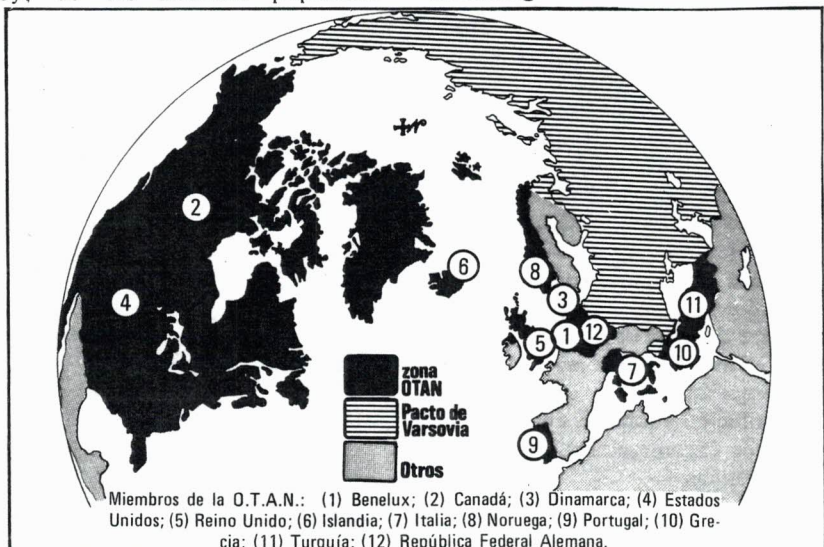 N
2
4
6
8
3
1
12
5
11
10
7
9
zona
OTAN
Pacto de
Varsovia
Otros
Miembros de la O.T.A.N.: (1) Benelux; (2) Canadá; (3) Dinamarca; (4) Estados
Unidos; (5) Reino Unido; (6) Islandia; (7) Italia; (8) Noruega; (9) Portugal; (10) Gre-
cia; (11) Turquía; (12) República Federal Alemana.